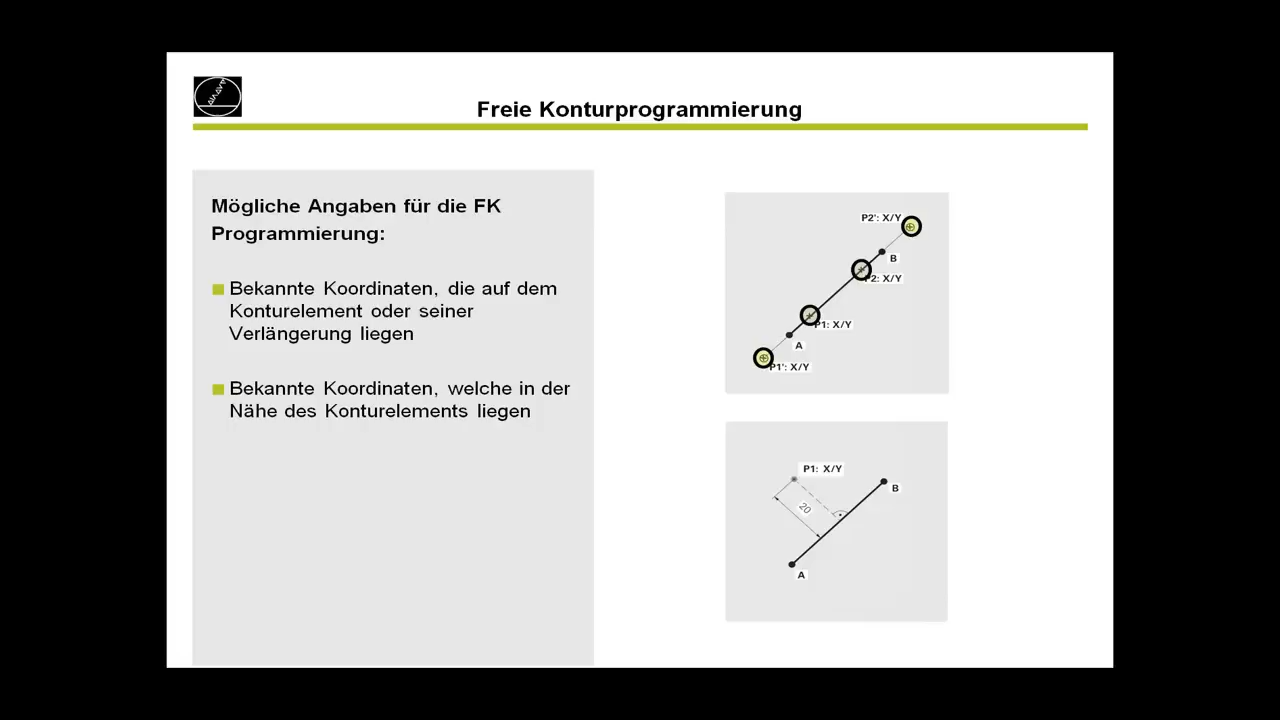 Freie Konturprogrammierung
Mögliche Angaben für die FK
Programmierung:
Bekannte Koordinaten, die auf dem
Konturelement oder seiner
Verlängerung liegen
Bekannte Koordinaten, welche in der
Nähe des Konturelements liegen
P2': X/Y
B
P2: X/Y
P1: X/Y
A
P1': X/Y
P1: X/Y
B
20
A